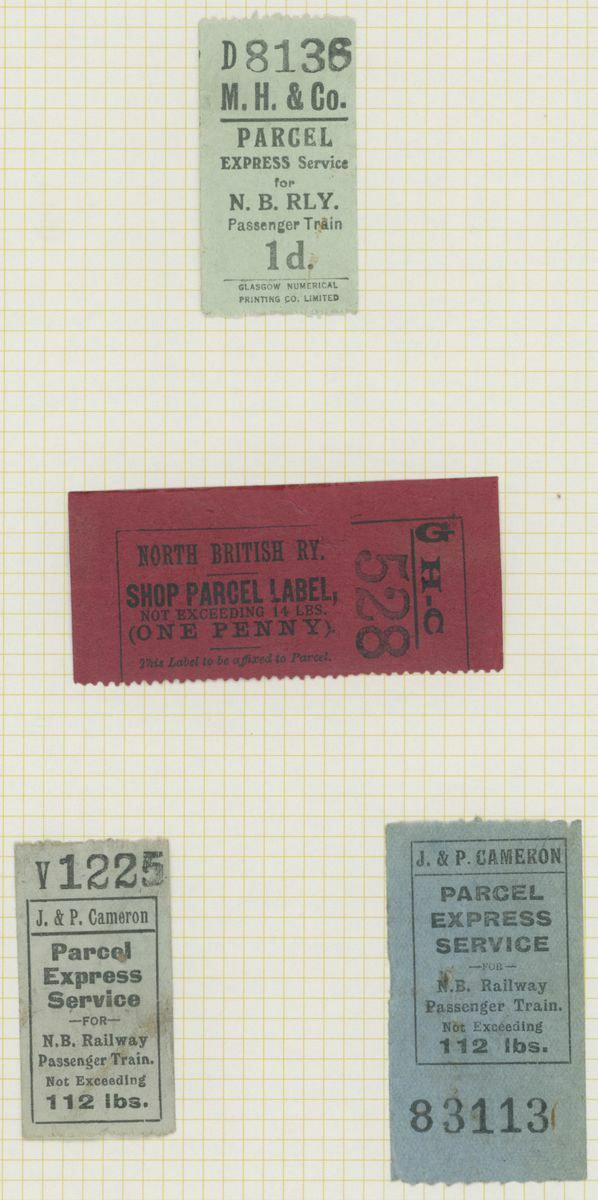 D 8136
M. H. & Co.
PARCEL
EXPRESS Service
for
N. B. RLY.
Passenger Train
1d.
GLASGOW NUMERICAL
PRINTING CO. LIMITED
NORTH BRITISH RY.
SHOP PARCEL LABEL,
NOT EXCEEDING 14 LBS.
(ONE PENNY).
This Label to be affixed to Parcel.
528
G H-C
V 1225
J. & P. Cameron
Parcel
Express
Service
—FOR—
N.B. Railway
Passenger Train.
Not Exceeding
112 lbs.
J. & P. CAMERON
PARCEL
EXPRESS
SERVICE
—FOR—
N.B. Railway
Passenger Train.
Not Exceeding
112 lbs.
83113